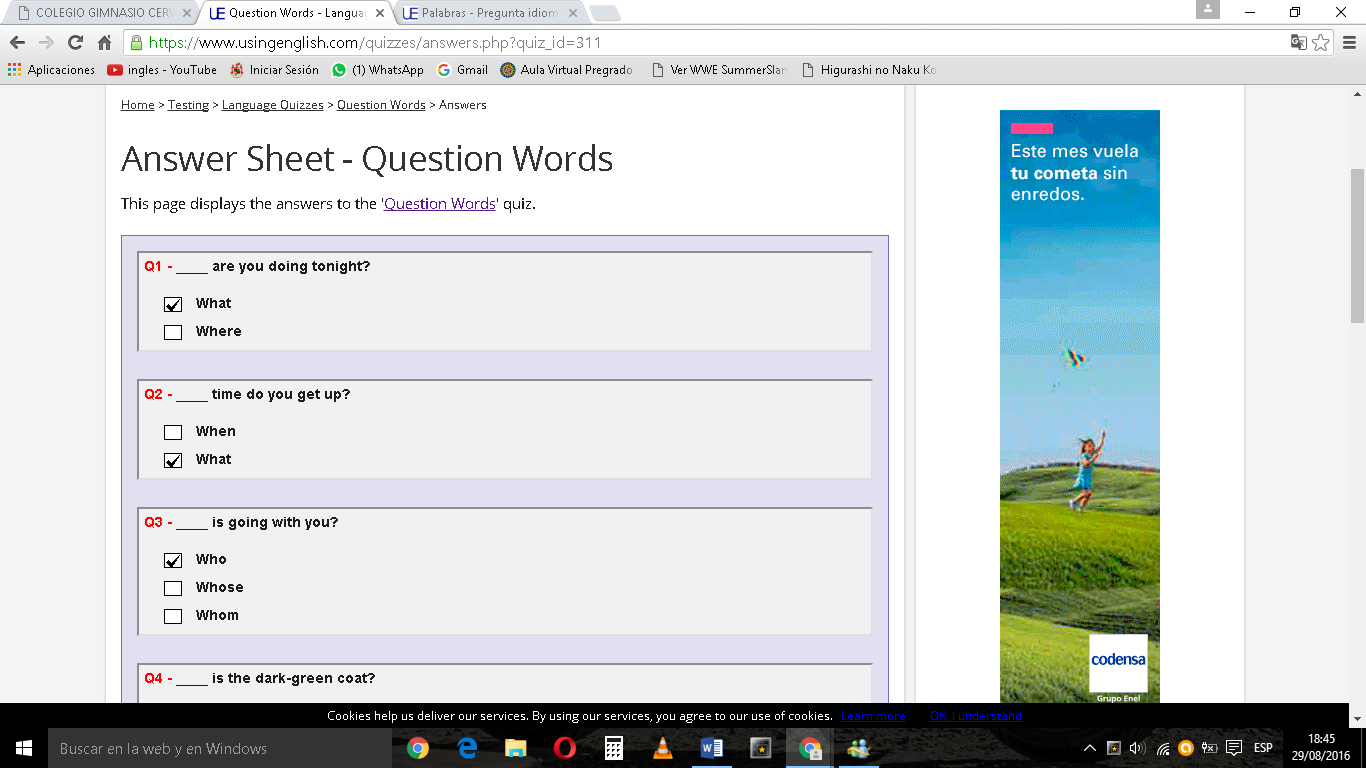 COLEGIO GIMNASIO CER
Question Words - Langua
Palabras - Pregunta idiom
https://www.usingenglish.com/quizzes/answers.php?quiz_id=311
Aplicaciones
ingles - YouTube
Iniciar Sesión
(1) WhatsApp
Gmail
Aula Virtual Pregrado
Ver WWE SummerSlan
Higurashi no Naku Ko
Home > Testing > Language Quizzes > Question Words > Answers
Answer Sheet - Question Words
This page displays the answers to the 'Question Words' quiz.
Q1 - ____ are you doing tonight?
What
Where
Q2 - ____ time do you get up?
When
What
Q3 - ____ is going with you?
Who
Whose
Whom
Q4 - ____ is the dark-green coat?
Este mes vuela
tu cometa sin
enredos.
codensa
Grupo Enel
Cookies help us deliver our services. By using our services, you agree to our use of cookies. Learn more OK, I understand
Buscar en la web y en Windows
ESP
18:45
29/08/2016